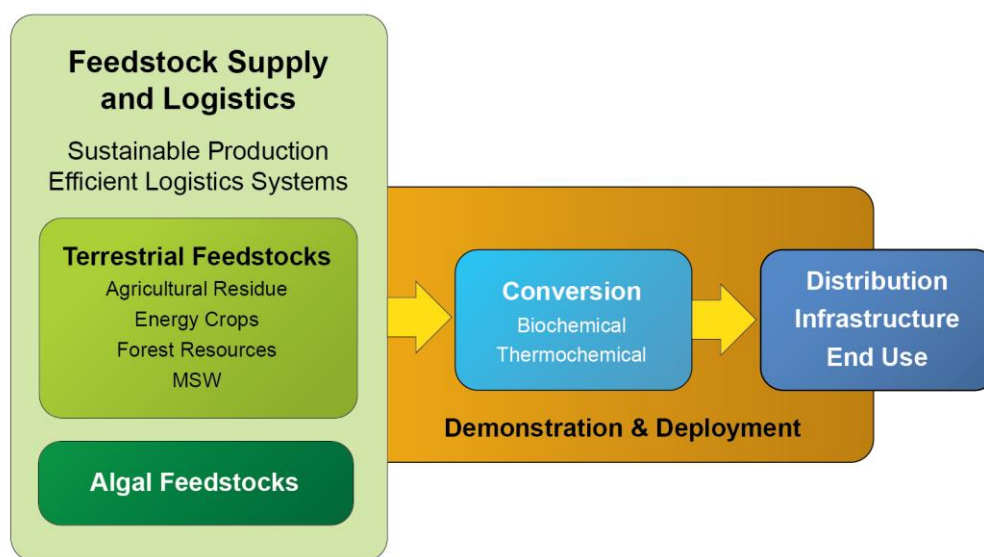 Feedstock Supply
and Logistics
Sustainable Production
Efficient Logistics Systems
Terrestrial Feedstocks
Agricultural Residue
Energy Crops
Forest Resources
MSW
Algal Feedstocks
Conversion
Biochemical
Thermochemical
Demonstration & Deployment
Distribution
Infrastructure
End Use